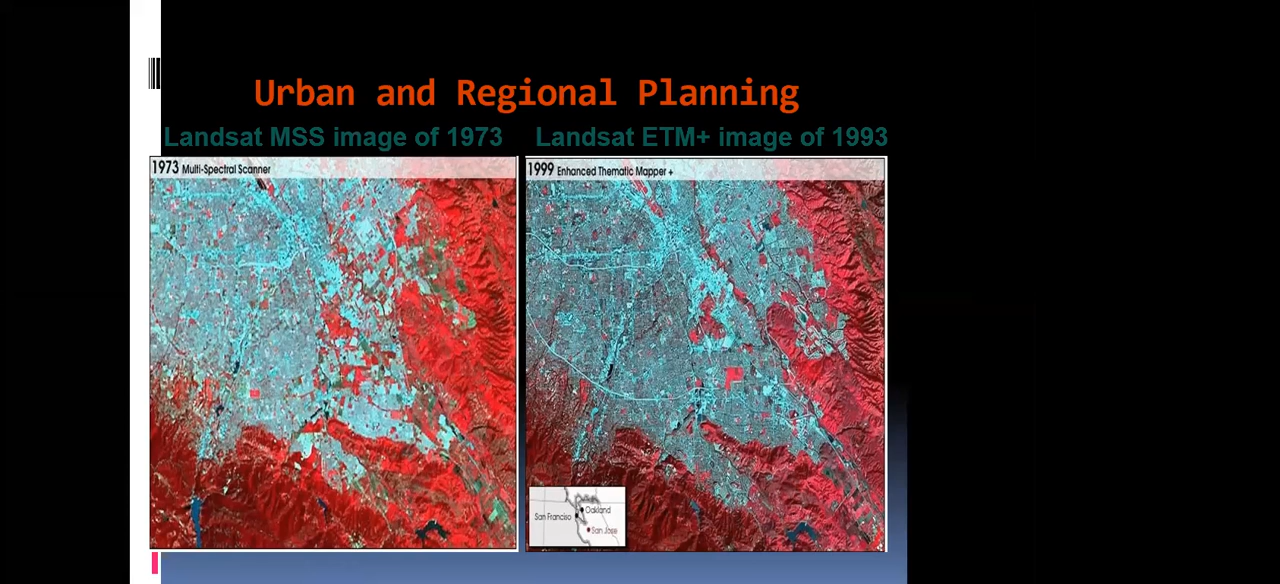 Urban and Regional Planning
Landsat MSS image of 1973 Landsat ETM+ image of 1993
1973 Multi-Spectral Scanner
1999 Enhanced Thematic Mapper +
Oakland
San Francisco
San Jose